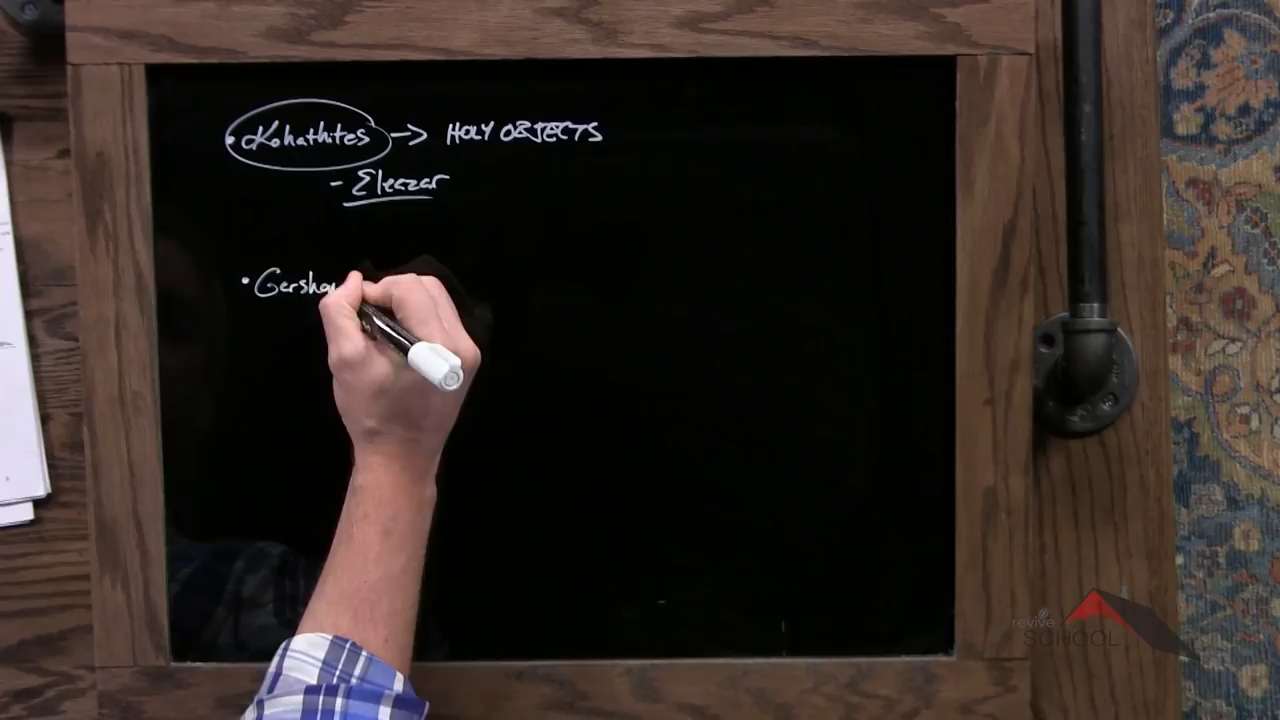 • Kohathites → HOLY OBJECTS
- Eleazar
• Gersho
revive
SCHOOL